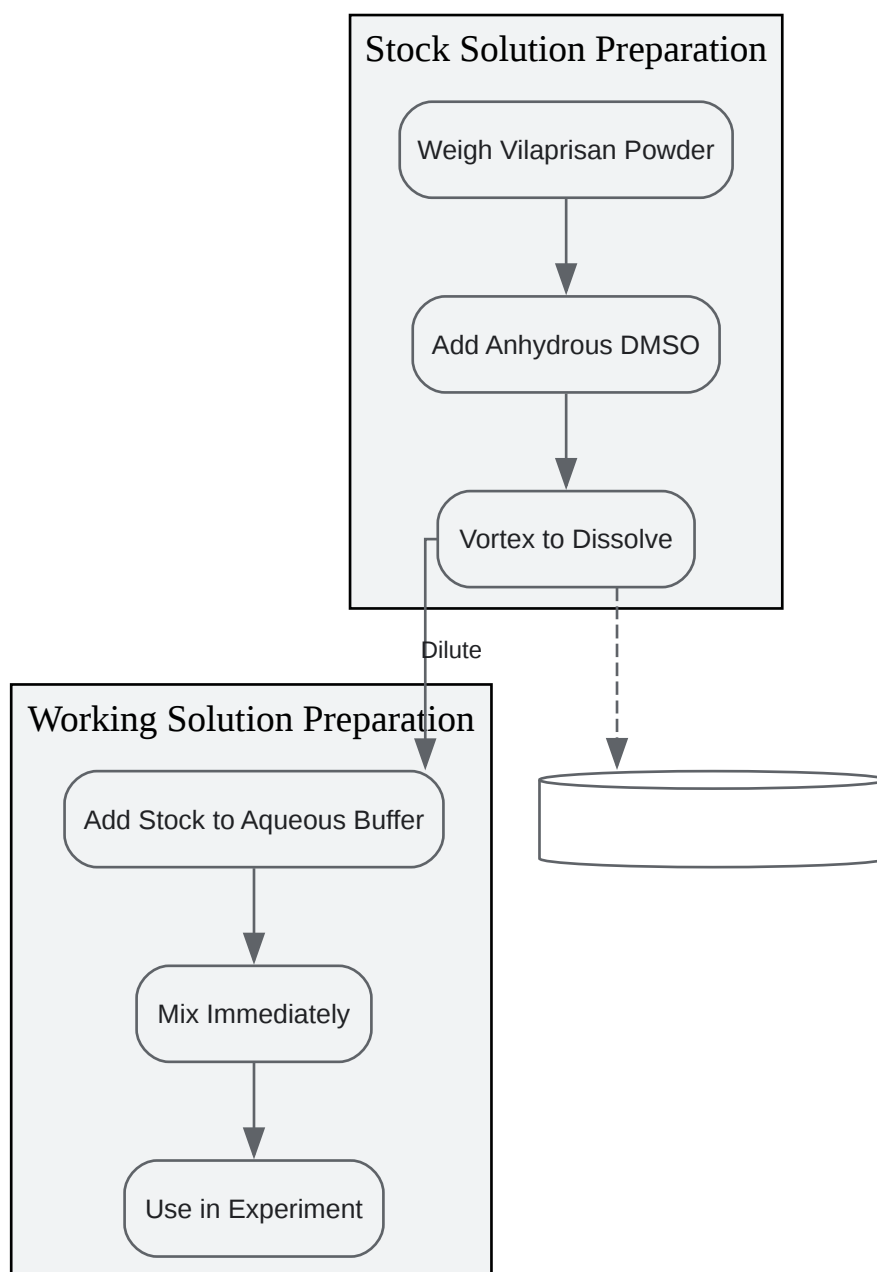 Stock Solution Preparation
Weigh Vilaprisan Powder
Add Anhydrous DMSO
Vortex to Dissolve
Dilute
Working Solution Preparation
Add Stock to Aqueous Buffer
Mix Immediately
Use in Experiment